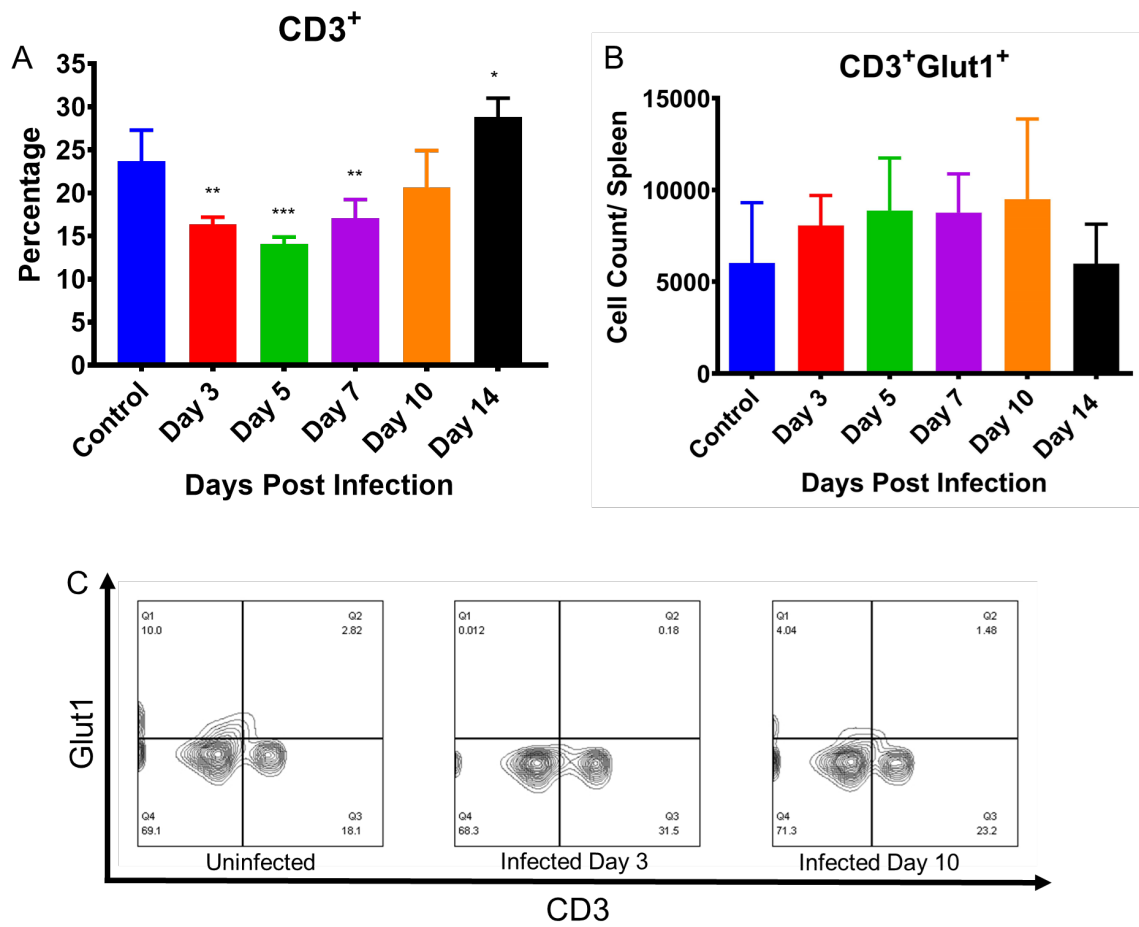 A
CD3+
Percentage
35
30
25
20
15
10
5
0
**
***
**
*
Control
Day 3
Day 5
Day 7
Day 10
Day 14
Days Post Infection
B
CD3+Glut1+
Cell Count/ Spleen
15000
10000
5000
0
Control
Day 3
Day 5
Day 7
Day 10
Day 14
Days Post Infection
C
Glut1
Q1
10.0
Q2
2.82
Q4
69.1
Q3
18.1
Uninfected
Q1
0.012
Q2
0.18
Q4
68.3
Q3
31.5
Infected Day 3
Q1
4.04
Q2
1.48
Q4
71.3
Q3
23.2
Infected Day 10
CD3